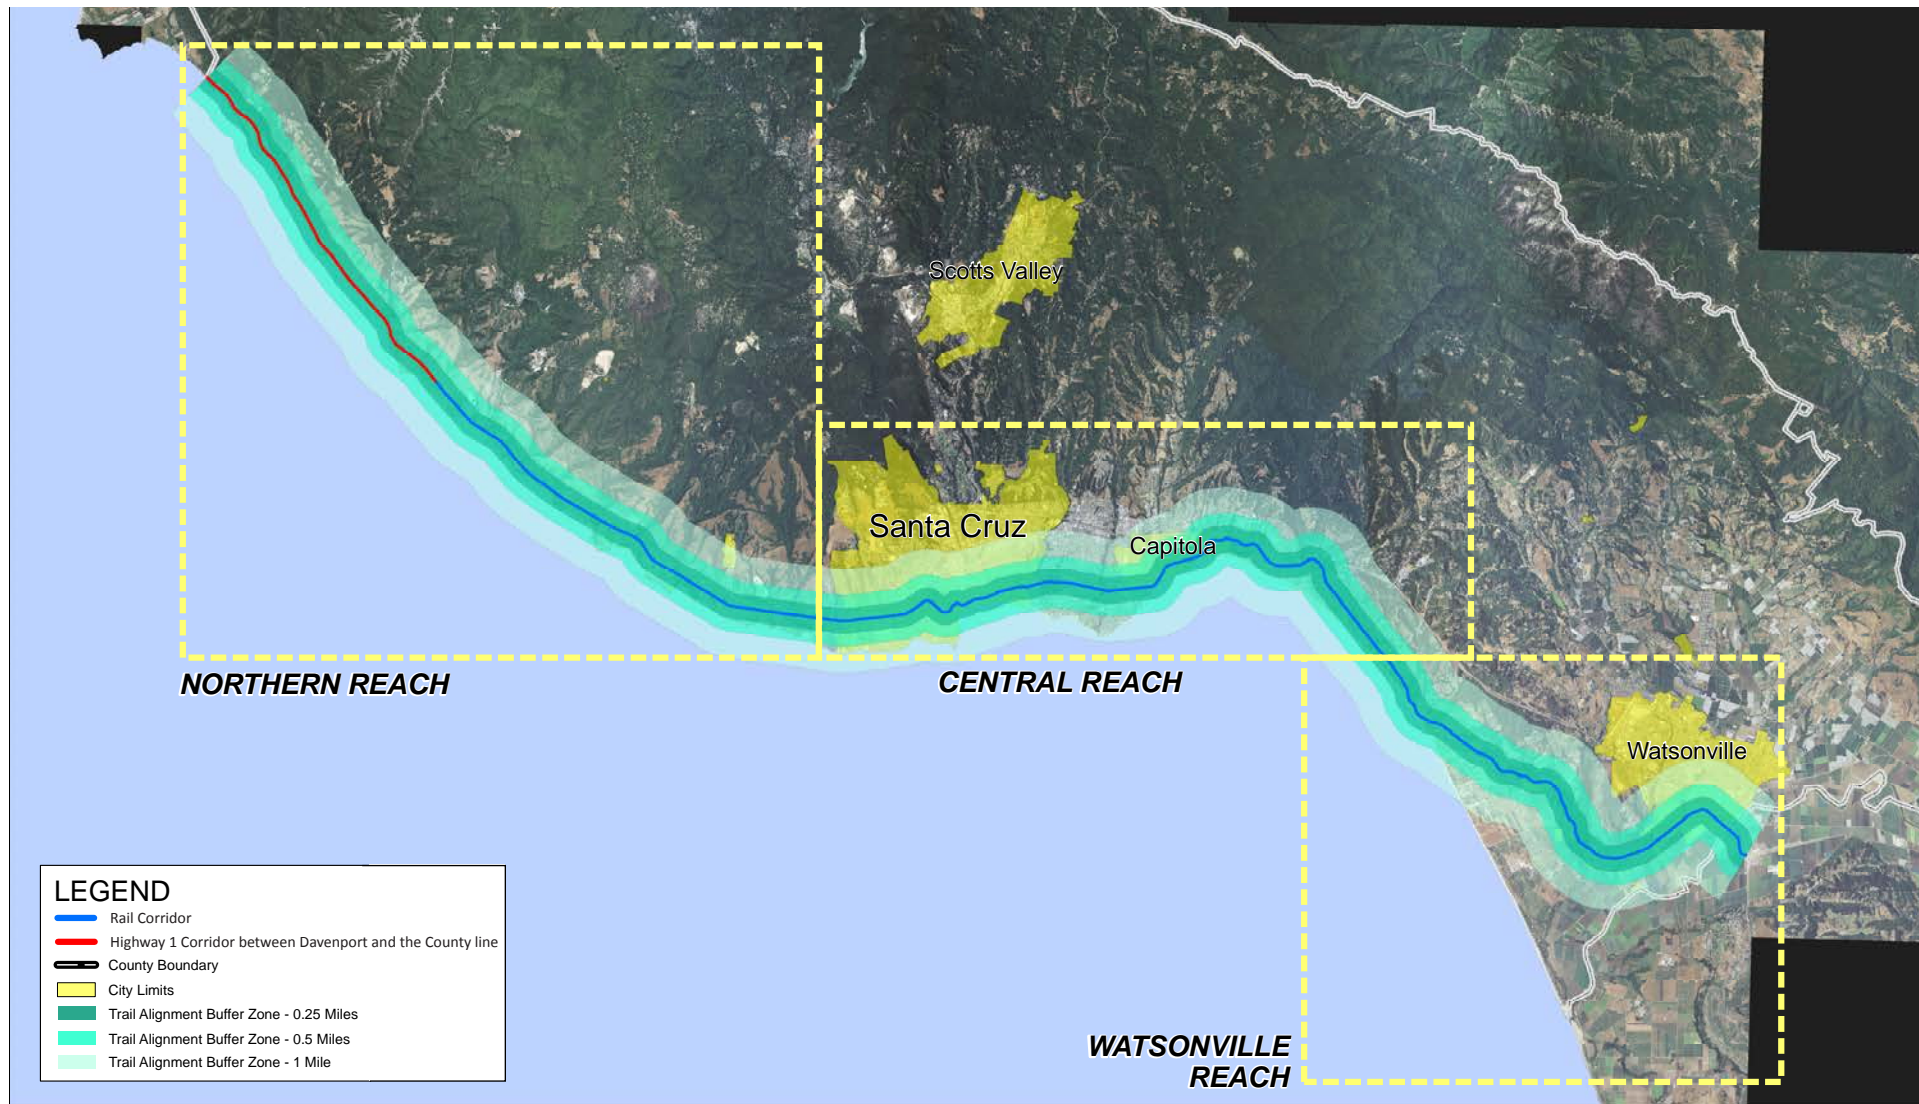 Scotts Valley
Santa Cruz
Capitola
NORTHERN REACH
CENTRAL REACH
Watsonville
WATSONVILLE
REACH
LEGEND
Rail Corridor
Highway 1 Corridor between Davenport and the County line
County Boundary
City Limits
Trail Alignment Buffer Zone - 0.25 Miles
Trail Alignment Buffer Zone - 0.5 Miles
Trail Alignment Buffer Zone - 1 Mile